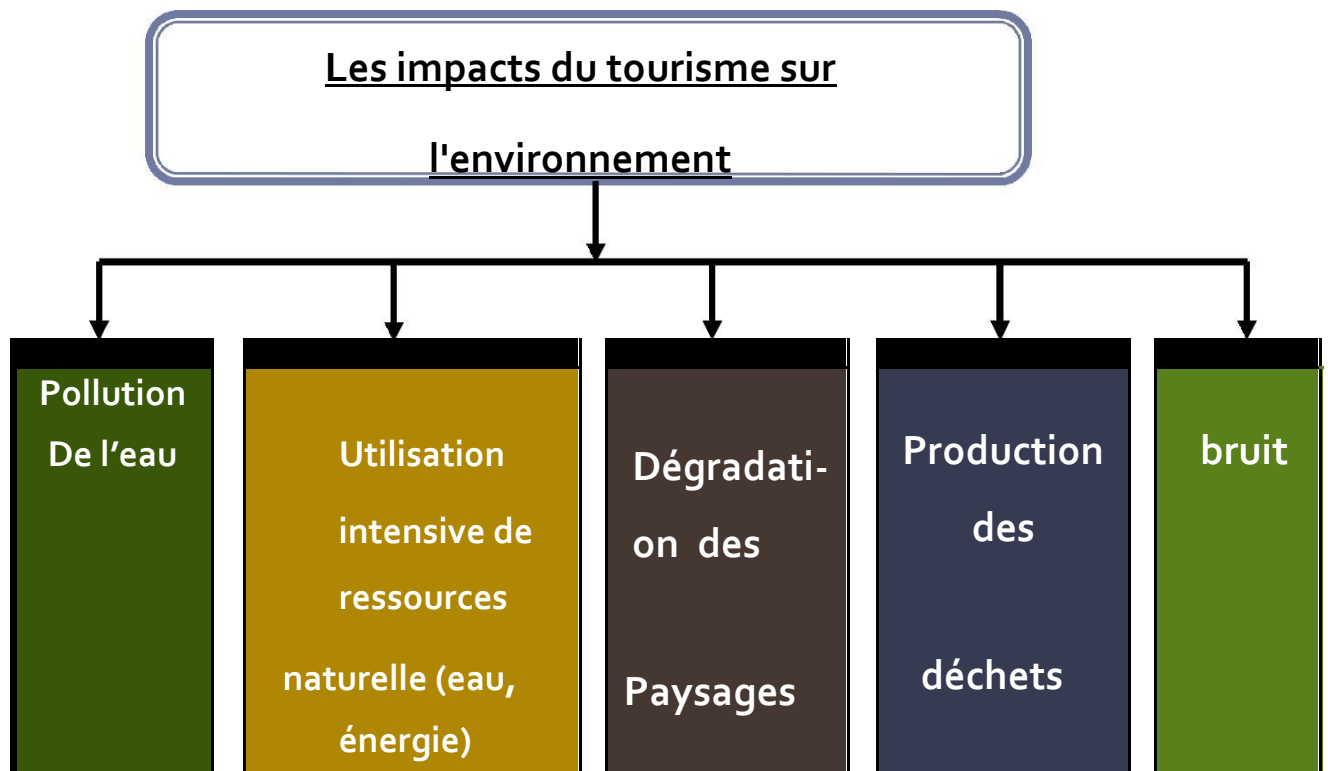 Les impacts du tourisme sur
l'environnement
Pollution
De l’eau
Utilisation
intensive de
ressources
naturelle (eau,
énergie)
Dégradati-
on des
Paysages
Production
des
déchets
bruit